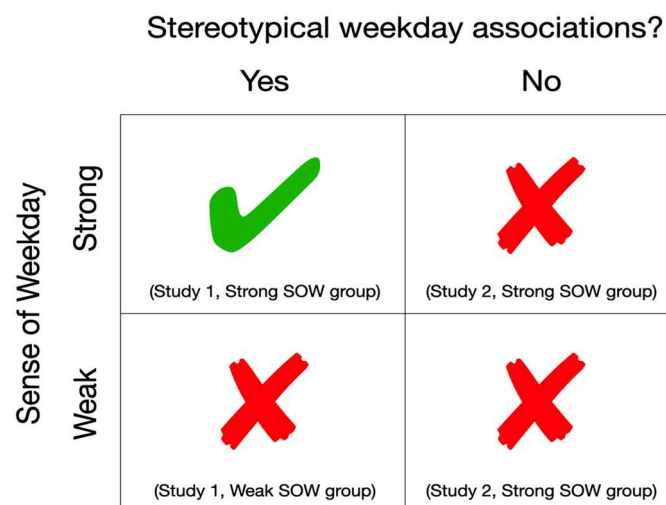 Stereotypical weekday associations?
Yes No
Sense of Weekday
Strong
(Study 1, Strong SOW group) (Study 2, Strong SOW group)
Weak
(Study 1, Weak SOW group) (Study 2, Strong SOW group)